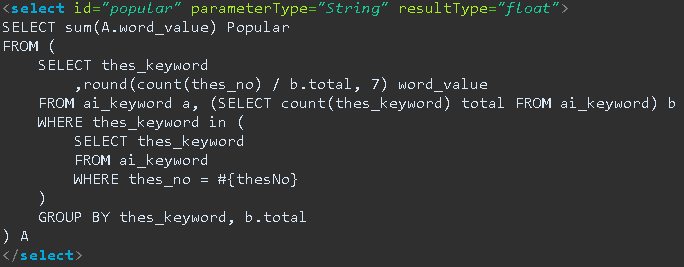 <select id="popular" parameterType="String" resultType="float">
SELECT sum(A.word_value) Popular
FROM (
    SELECT thes_keyword
          ,round(count(thes_no) / b.total, 7) word_value
    FROM ai_keyword a, (SELECT count(thes_keyword) total FROM ai_keyword) b
    WHERE thes_keyword in (
        SELECT thes_keyword
        FROM ai_keyword
        WHERE thes_no = #{thesNo}
    )
    GROUP BY thes_keyword, b.total
) A
</select>